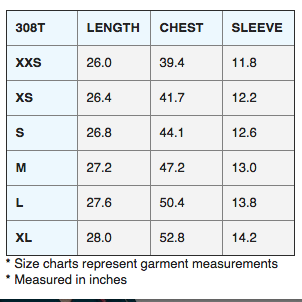 308T LENGTH CHEST SLEEVE
XXS 26.0 39.4 11.8
XS 26.4 41.7 12.2
S 26.8 44.1 12.6
M 27.2 47.2 13.0
L 27.6 50.4 13.8
XL 28.0 52.8 14.2
* Size charts represent garment measurements
* Measured in inches